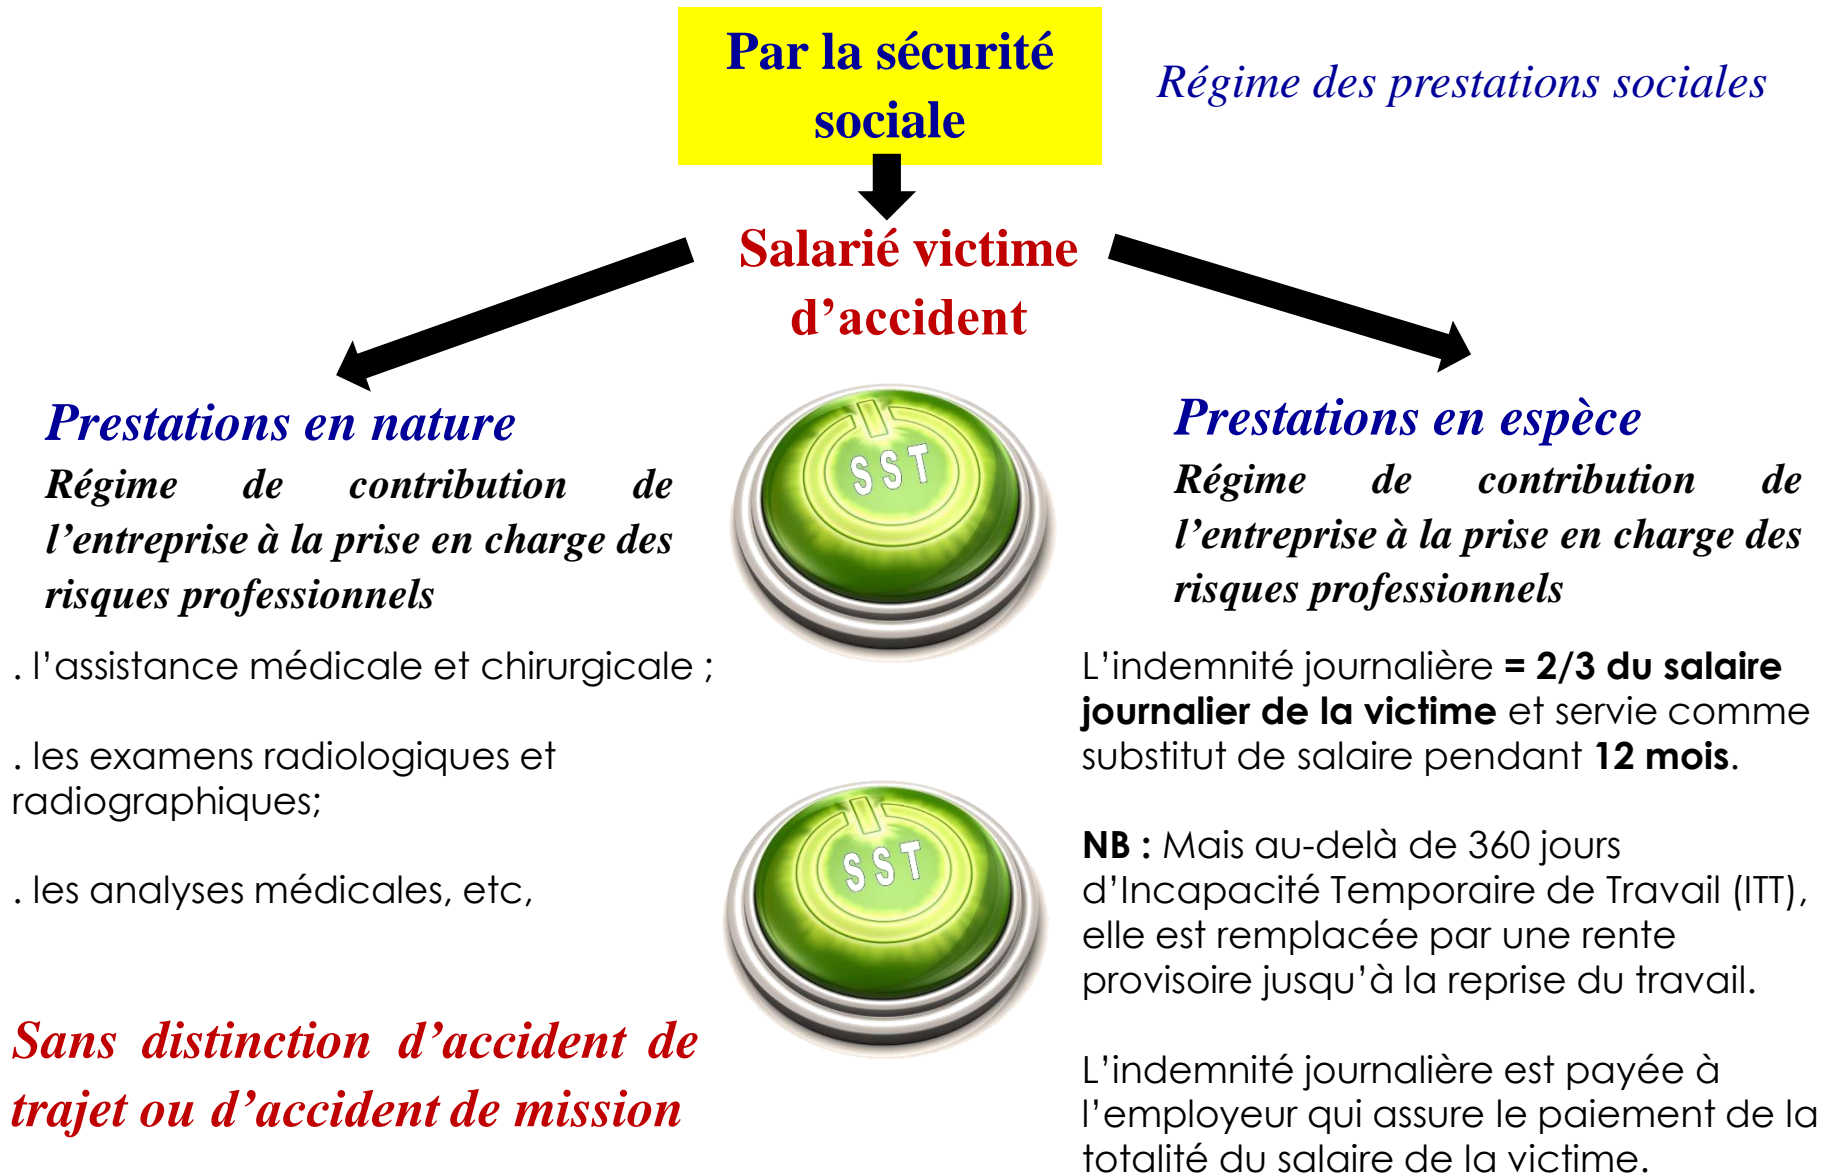 Par la sécurité
sociale
Régime des prestations sociales
Salarié victime
d’accident
Prestations en nature
Régime de contribution de
l’entreprise à la prise en charge des
risques professionnels
. l’assistance médicale et chirurgicale ;
. les examens radiologiques et
radiographiques;
. les analyses médicales, etc,
Sans distinction d’accident de
trajet ou d’accident de mission
SST
SST
Prestations en espèce
Régime de contribution de
l’entreprise à la prise en charge des
risques professionnels
L’indemnité journalière = 2/3 du salaire
journalier de la victime et servie comme
substitut de salaire pendant 12 mois.
NB : Mais au-delà de 360 jours
d’Incapacité Temporaire de Travail (ITT),
elle est remplacée par une rente
provisoire jusqu’à la reprise du travail.
L’indemnité journalière est payée à
l’employeur qui assure le paiement de la
totalité du salaire de la victime.